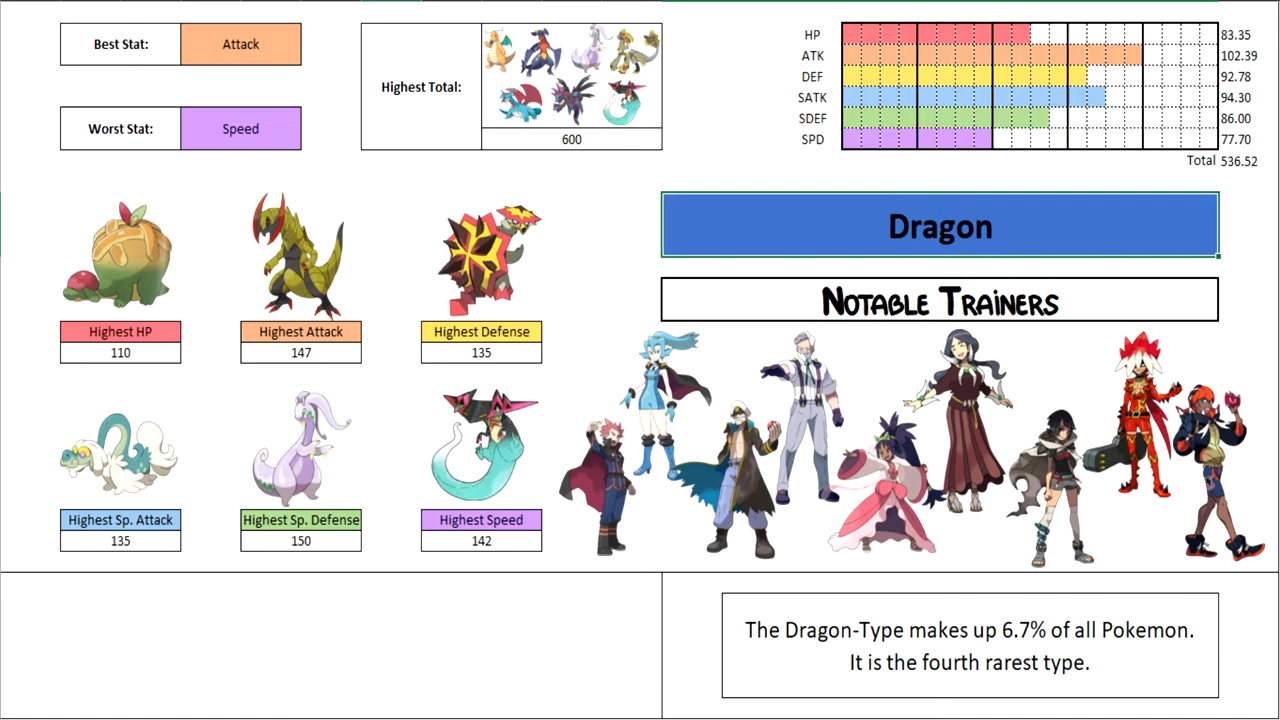 Best Stat:
Attack
Worst Stat:
Speed
Highest Total:
600
HP 83.35
ATK 102.39
DEF 92.78
SATK 94.30
SDEF 86.00
SPD 77.70
Total 536.52
Dragon
NOTABLE TRAINERS
Highest HP
110
Highest Attack
147
Highest Defense
135
Highest Sp. Attack
135
Highest Sp. Defense
150
Highest Speed
142
The Dragon-Type makes up 6.7% of all Pokemon.
It is the fourth rarest type.